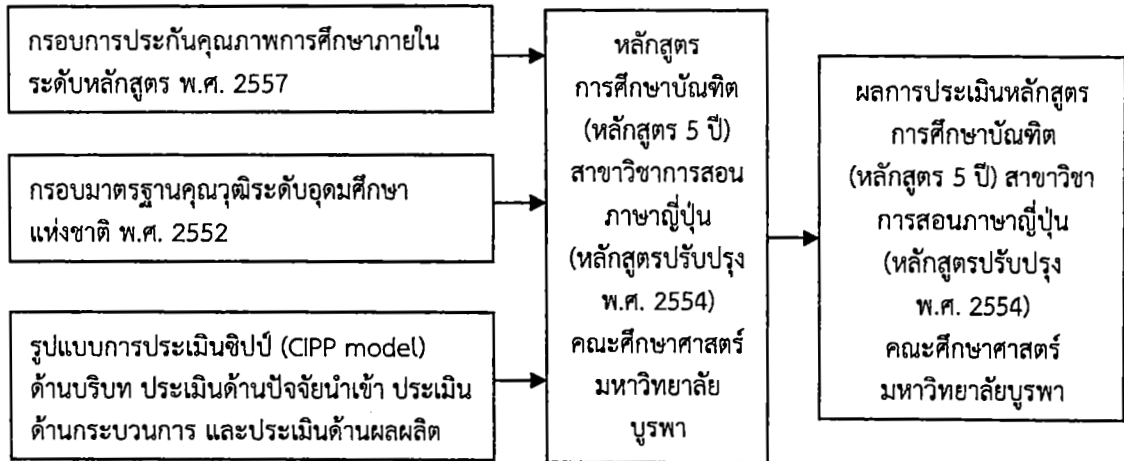 กรอบการประกันคุณภาพการศึกษาภายใน
ระดับหลักสูตร พ.ศ. 2557
กรอบมาตรฐานคุณวุฒิระดับอุดมศึกษา
แห่งชาติ พ.ศ. 2552
รูปแบบการประเมินซิปป์ (CIPP model)
ด้านบริบท ประเมินด้านปัจจัยนำเข้า ประเมิน
ด้านกระบวนการ และประเมินด้านผลผลิต
หลักสูตร
การศึกษาบัณฑิต
(หลักสูตร 5 ปี)
สาขาวิชาการสอน
ภาษาญี่ปุ่น
(หลักสูตรปรับปรุง
พ.ศ. 2554)
คณะศึกษาศาสตร์
มหาวิทยาลัย
บูรพา
ผลการประเมินหลักสูตร
การศึกษาบัณฑิต
(หลักสูตร 5 ปี) สาขาวิชา
การสอนภาษาญี่ปุ่น
(หลักสูตรปรับปรุง
พ.ศ. 2554)
คณะศึกษาศาสตร์
มหาวิทยาลัยบูรพา